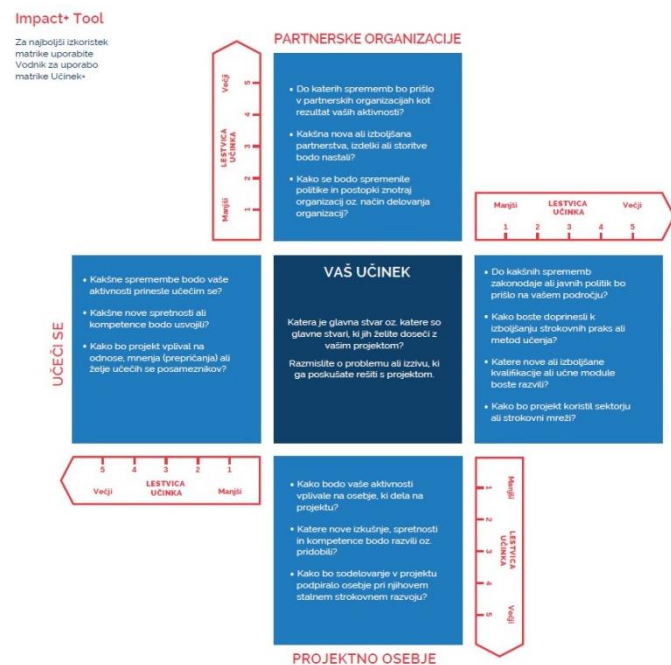 Impact+ Tool
Za najboljši izkoristek
matrike uporabite
Vodnik za uporabo
matrike Učinek+
PARTNERSKE ORGANIZACIJE
Večji
LESTVICA
UČINKA
Manjši
5
4
3
2
1
• Do katerih sprememb bo prišlo
v partnerskih organizacijah kot
rezultat vaših aktivnosti?
• Kakšna nova ali izboljšana
partnerstva, izdelki ali storitve
bodo nastali?
• Kako se bodo spremenile
politike in postopki znotraj
organizacij oz. način delovanja
organizacij?
Manjši LESTVICA Večji
UČINKA
1 2 3 4 5
UČEČI SE
• Kakšne spremembe bodo vaše
aktivnosti prinesle učečim se?
• Kakšne nove spretnosti ali
kompetence bodo usvojili?
• Kako bo projekt vplival na
odnose, mnenja (prepričanja) ali
želje učečih se posameznikov?
VAŠ UČINEK
Katera je glavna stvar oz. katere so
glavne stvari, ki jih želite doseči z
vašim projektom?
Razmislite o problemu ali izzivu, ki
ga poskušate rešiti s projektom.
• Do kakšnih sprememb
zakonodaje ali javnih politik bo
prišlo na vašem področju?
• Kako boste doprinesli k
izboljšanju strokovnih praks ali
metod učenja?
• Katere nove ali izboljšane
kvalifikacije ali učne module
boste razvili?
• Kako bo projekt koristil sektorju
ali strokovni mreži?
5 4 3 2 1
Večji LESTVICA Manjši
UČINKA
• Kako bodo vaše aktivnosti
vplivale na osebje, ki dela na
projektu?
• Katere nove izkušnje, spretnosti
in kompetence bodo razvili oz.
pridobili?
• Kako bo sodelovanje v projektu
podpiralo osebje pri njihovem
stalnem strokovnem razvoju?
Manjši
LESTVICA
UČINKA
Večji
1
2
3
4
5
PROJEKTNO OSEBJE